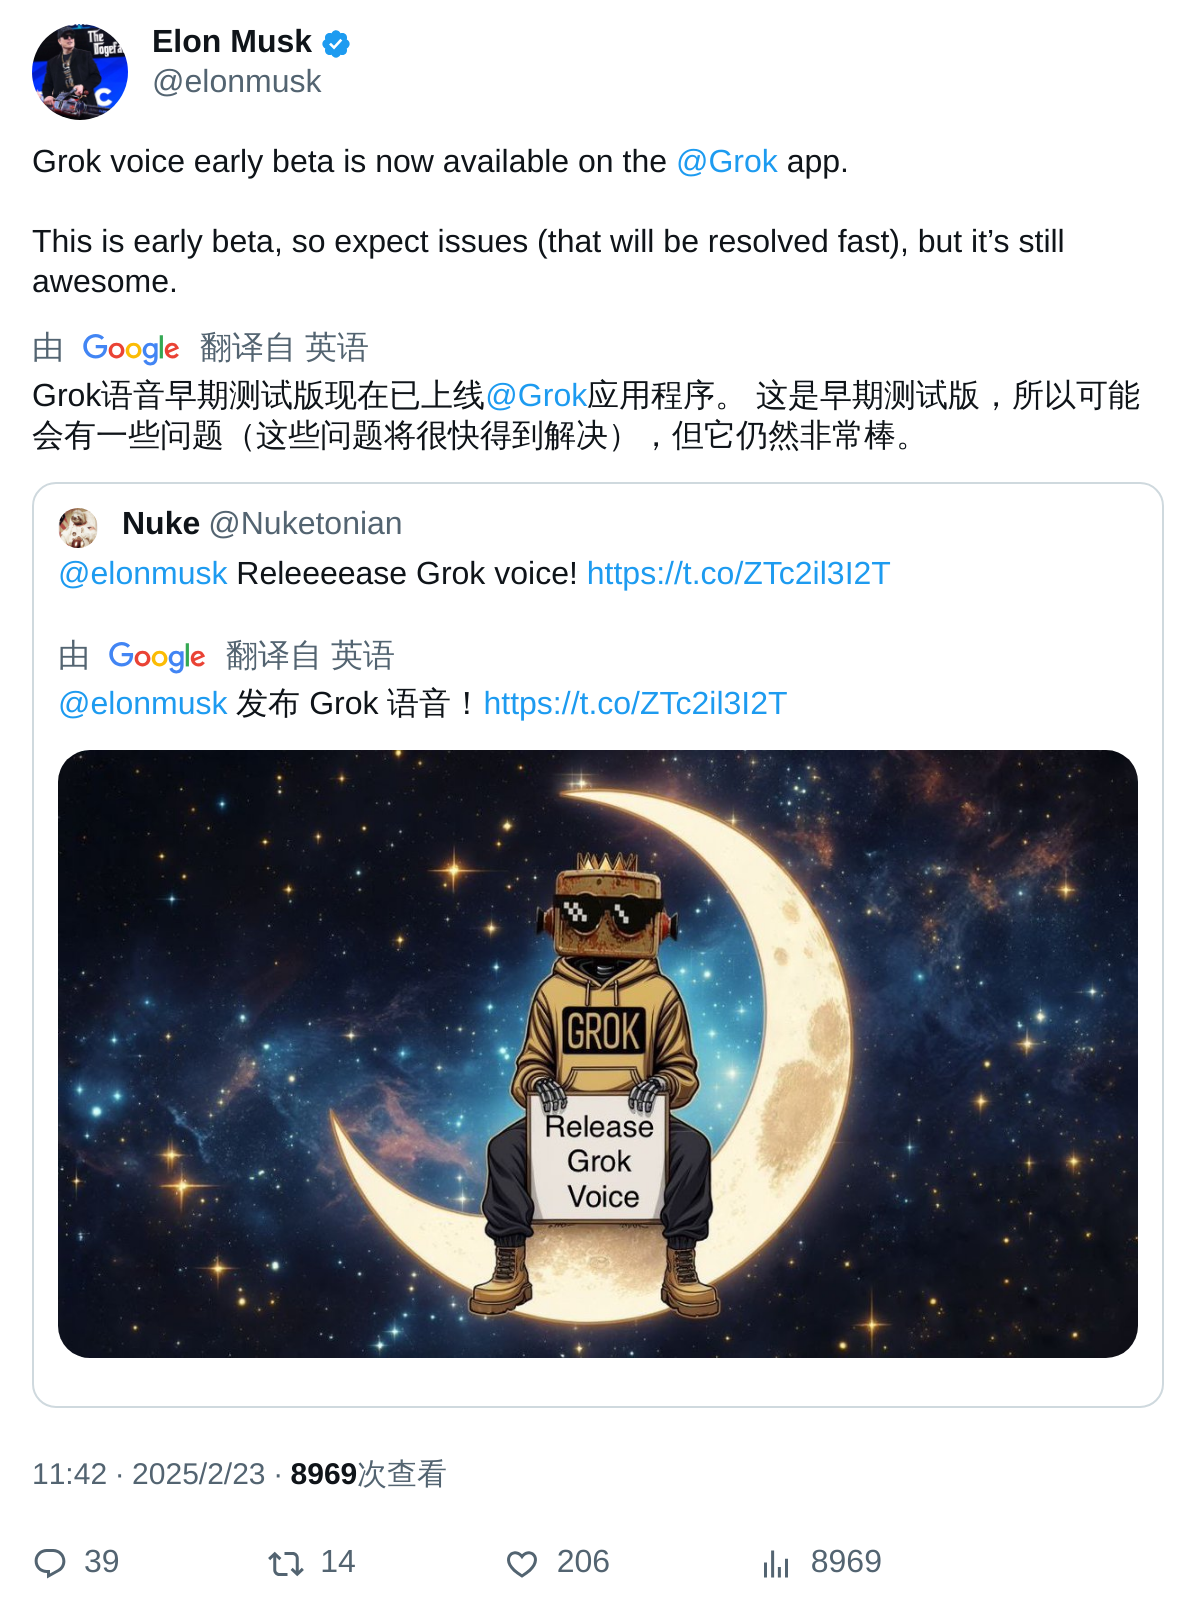 The
Dogefa
C
Elon Musk
@elonmusk
Grok voice early beta is now available on the @Grok app.
This is early beta, so expect issues (that will be resolved fast), but it’s still
awesome.
由 Google 翻译自 英语
Grok语音早期测试版现在已上线@Grok应用程序。 这是早期测试版，所以可能
会有一些问题（这些问题将很快得到解决），但它仍然非常棒。
Nuke @Nuketonian
@elonmusk Releeeease Grok voice! https://t.co/ZTc2il3I2T
由 Google 翻译自 英语
@elonmusk 发布 Grok 语音！https://t.co/ZTc2il3I2T
GROK
Release
Grok
Voice
11:42 · 2025/2/23 · 8969次查看
39 14 206 8969